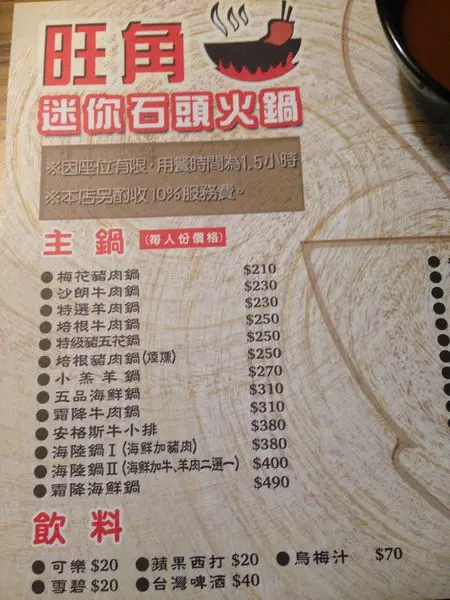 旺角
迷你石頭火鍋
※因座位有限,用餐時間為1.5小時
※本店另酌收10%服務費。
主鍋(每人份價格)
●梅花豬肉鍋 $210
●沙朗牛肉鍋 $230
●特選羊肉鍋 $230
●培根牛肉鍋 $250
●特級豬五花鍋 $250
●培根豬肉鍋(煙燻) $250
●小羔羊鍋 $270
●五品海鮮鍋 $310
●霜降牛肉鍋 $310
●安格斯牛小排 $380
●海陸鍋Ⅰ(海鮮加豬肉) $380
●海陸鍋Ⅱ(海鮮加牛、羊肉二選一) $400
●霜降海鮮鍋 $490
飲料
●可樂 $20 ●蘋果西打 $20 ●烏梅汁 $70
●雪碧 $20 ●台灣啤酒 $40